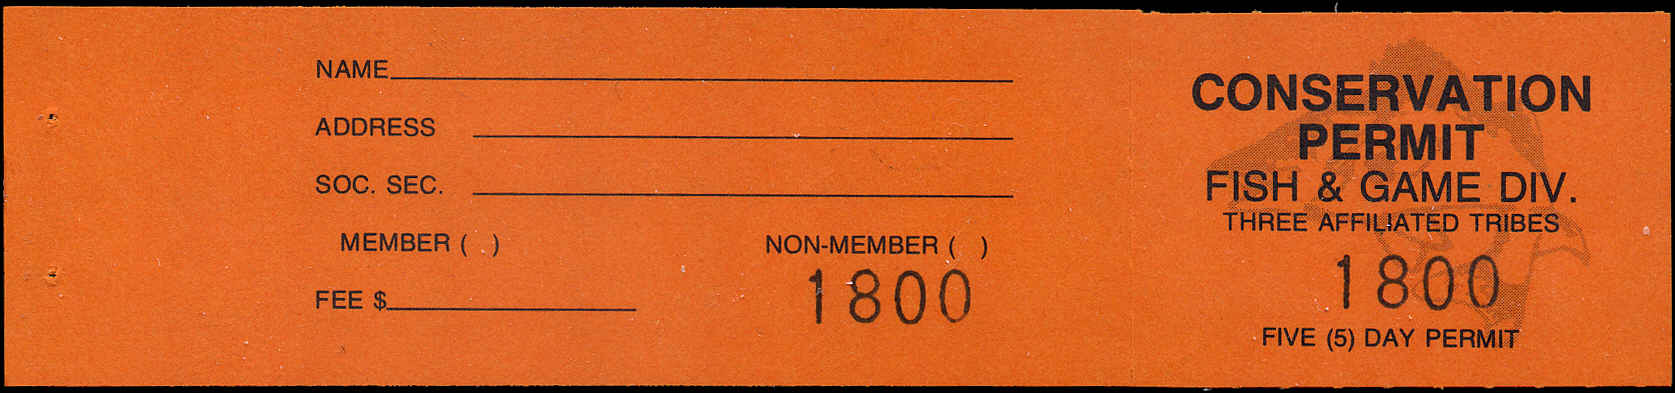 NAME
ADDRESS
SOC. SEC.
MEMBER ( ) NON-MEMBER ( )
FEE $ 1800
CONSERVATION
PERMIT
FISH & GAME DIV.
THREE AFFILIATED TRIBES
1800
FIVE (5) DAY PERMIT